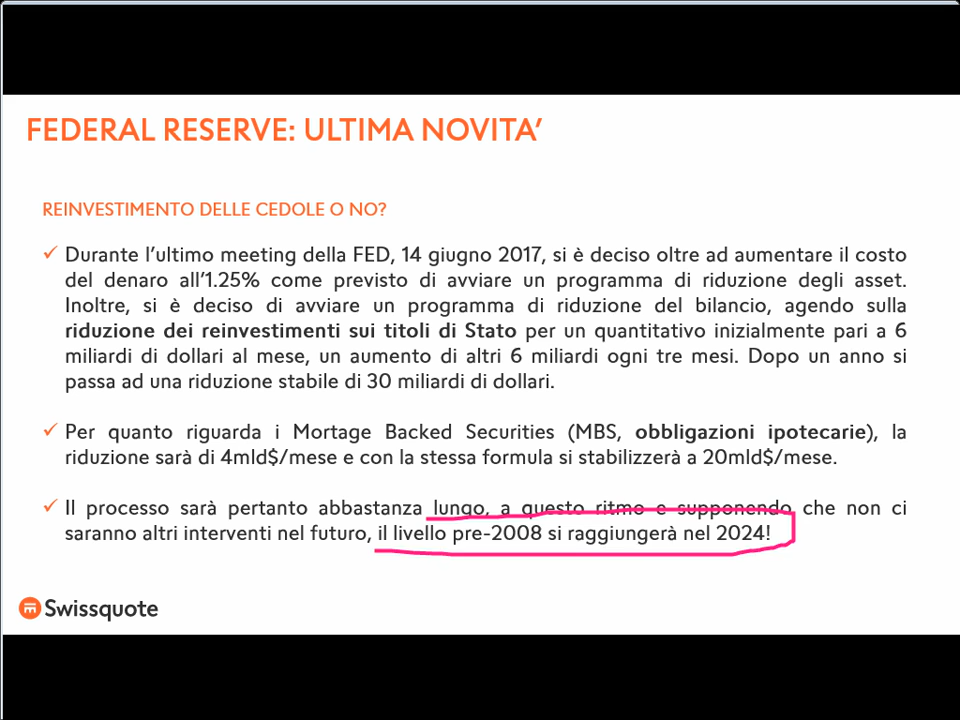 FEDERAL RESERVE: ULTIMA NOVITA’
REINVESTIMENTO DELLE CEDOLE O NO?
Durante l’ultimo meeting della FED, 14 giugno 2017, si è deciso oltre ad aumentare il costo
del denaro all’1.25% come previsto di avviare un programma di riduzione degli asset.
Inoltre, si è deciso di avviare un programma di riduzione del bilancio, agendo sulla
riduzione dei reinvestimenti sui titoli di Stato per un quantitativo inizialmente pari a 6
miliardi di dollari al mese, un aumento di altri 6 miliardi ogni tre mesi. Dopo un anno si
passa ad una riduzione stabile di 30 miliardi di dollari.
Per quanto riguarda i Mortage Backed Securities (MBS, obbligazioni ipotecarie), la
riduzione sarà di 4mld$/mese e con la stessa formula si stabilizzerà a 20mld$/mese.
Il processo sarà pertanto abbastanza lungo, a questo ritmo e supponendo che non ci
saranno altri interventi nel futuro, il livello pre-2008 si raggiungerà nel 2024!
Swissquote